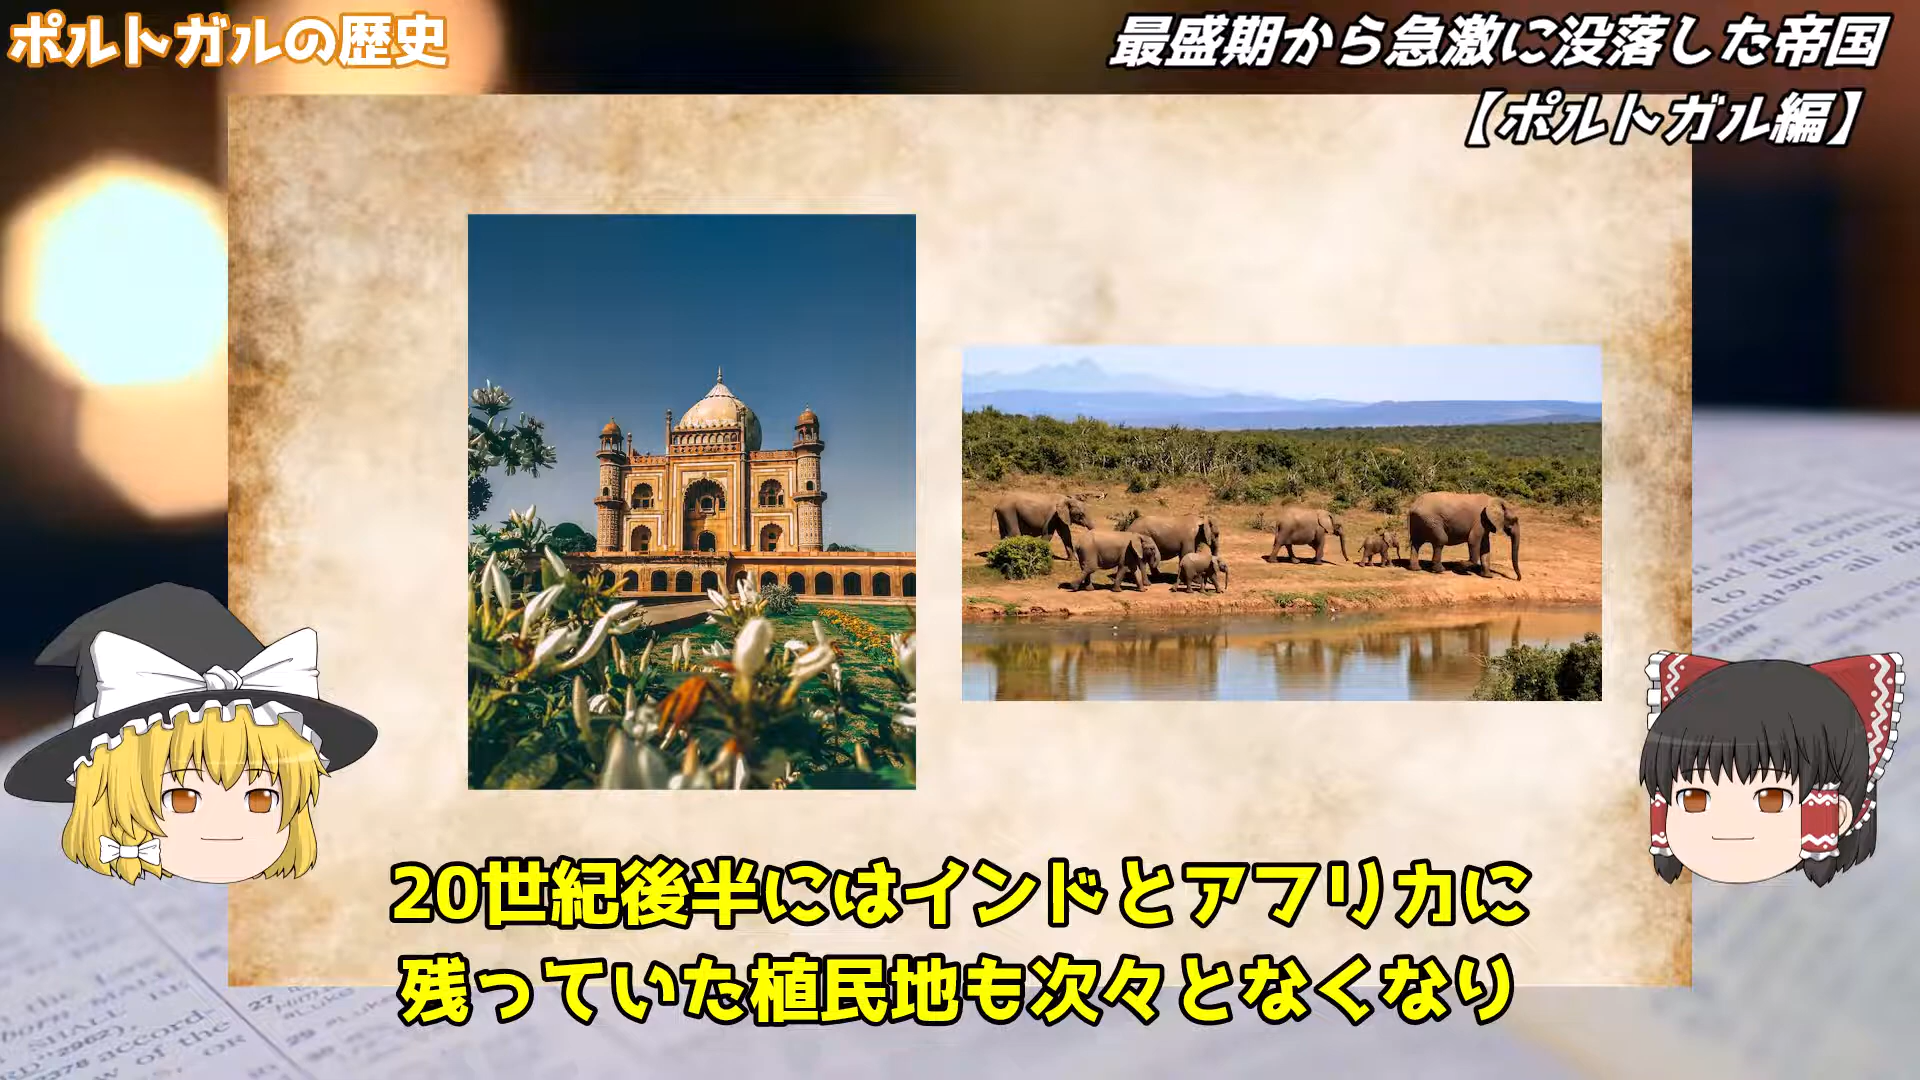 ポルトガルの歴史
最盛期から急激に没落した帝国
【ポルトガル編】
20世紀後半にはインドとアフリカに
残っていた植民地も次々となくなり